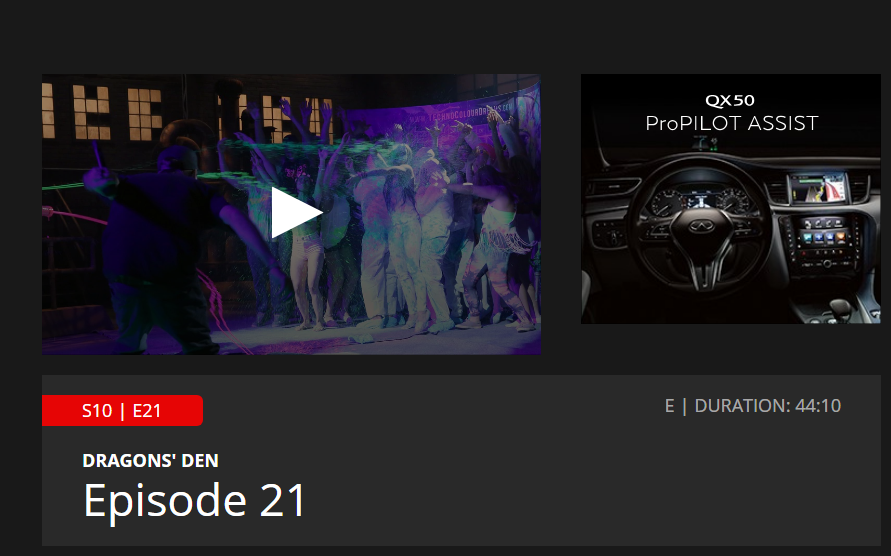 QX50
ProPILOT ASSIST
S10 | E21
E | DURATION: 44:10
DRAGONS' DEN
Episode 21